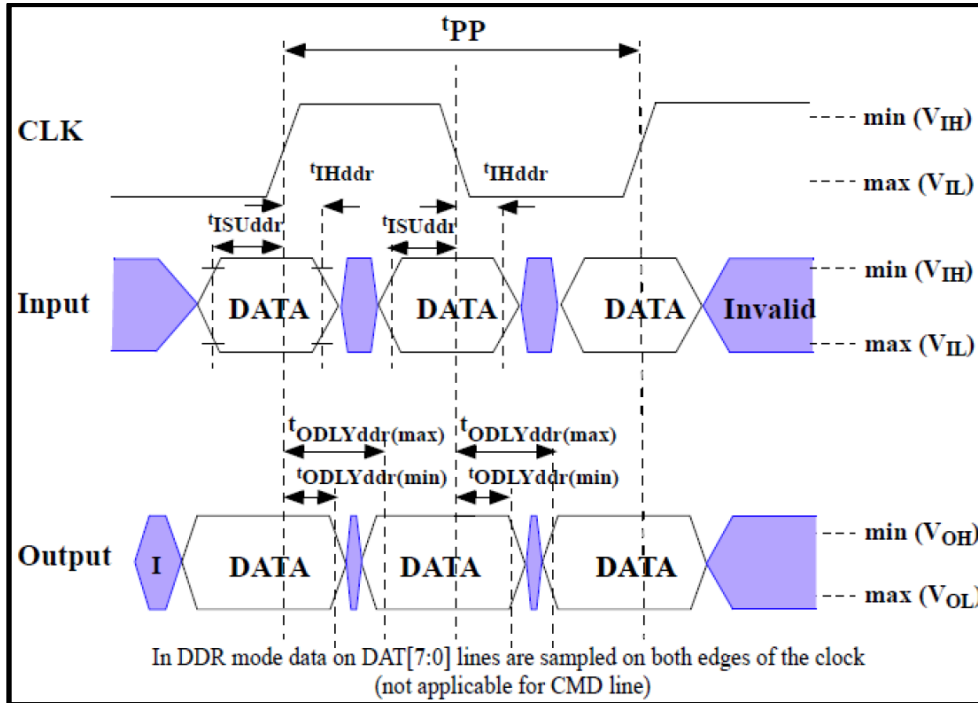 tPP
CLK
min (VIH)
tIHddr
tIHddr
max (VIL)
tISUddr
tISUddr
Input
DATA
DATA
DATA
Invalid
min (VIH)
max (VIL)
tODLYddr(max)
tODLYddr(max)
tODLYddr(min)
tODLYddr(min)
Output
I
DATA
DATA
DATA
min (VOH)
max (VOL)
In DDR mode data on DAT[7:0] lines are sampled on both edges of the clock
(not applicable for CMD line)